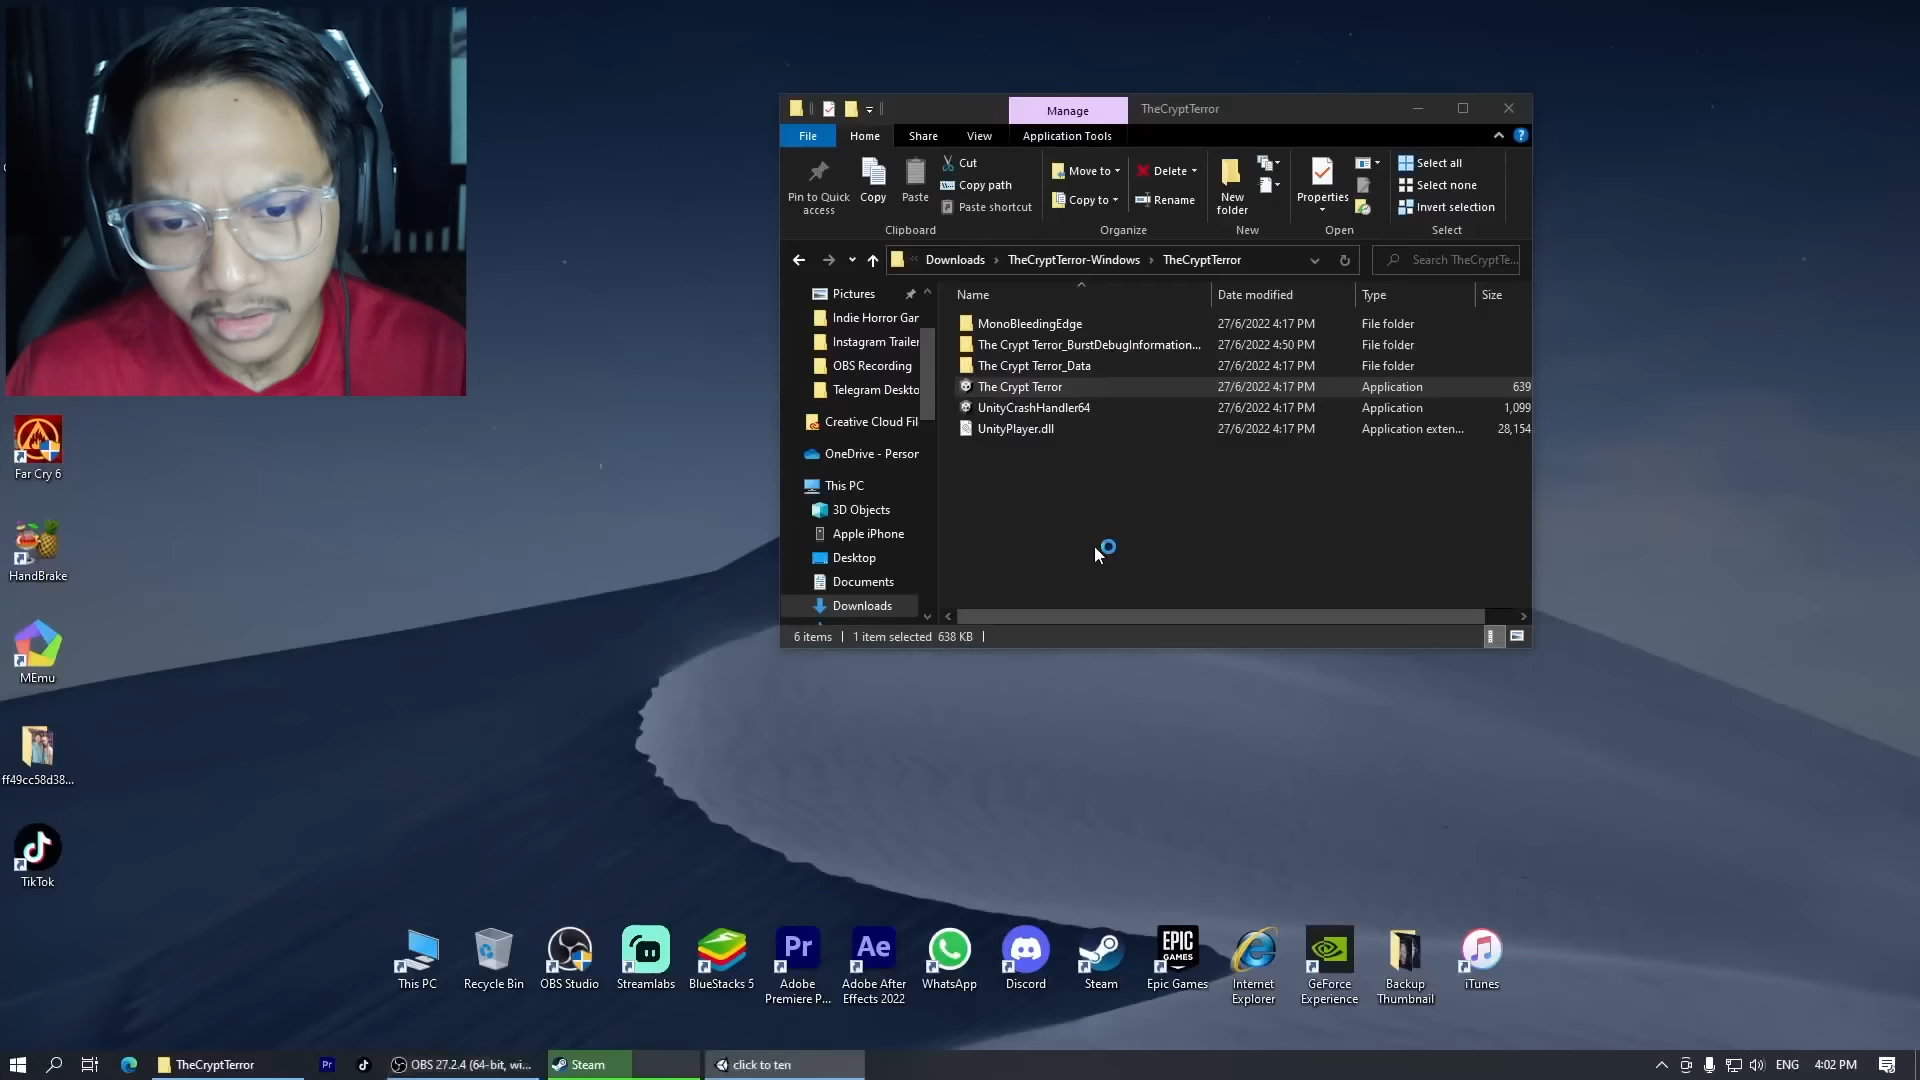 Manage
TheCryptTerror
File
Home
Share
View
Application Tools
Pin to Quick
access
Copy
Paste
Cut
Copy path
Paste shortcut
Clipboard
Move to
Copy to
Delete
Rename
Organize
New
folder
New
Properties
Open
Select all
Select none
Invert selection
Select
Downloads
TheCryptTerror-Windows
TheCryptTerror
Search TheCryptTe...
Pictures
Indie Horror Gar
Instagram Trailer
OBS Recording
Telegram Deskto
Creative Cloud Fil
OneDrive - Person
This PC
3D Objects
Apple iPhone
Desktop
Documents
Downloads
Name Date modified Type Size
MonoBleedingEdge 27/6/2022 4:17 PM File folder
The Crypt Terror_BurstDebugInformation... 27/6/2022 4:50 PM File folder
The Crypt Terror_Data 27/6/2022 4:17 PM File folder
The Crypt Terror 27/6/2022 4:17 PM Application 639
UnityCrashHandler64 27/6/2022 4:17 PM Application 1,099
UnityPlayer.dll 27/6/2022 4:17 PM Application exten... 28,154
6 items 1 item selected 638 KB
Far Cry 6
HandBrake
MEmu
ff49cc58d38...
TikTok
Pr
Ae
EPIC
GAMES
This PC
Recycle Bin
OBS Studio
Streamlabs
BlueStacks 5
Adobe
Premiere P...
Adobe After
Effects 2022
WhatsApp
Discord
Steam
Epic Games
Internet
Explorer
GeForce
Experience
Backup
Thumbnail
iTunes
TheCryptTerror
Pr
OBS 27.2.4 (64-bit, wi...
Steam
click to ten
ENG
4:02 PM